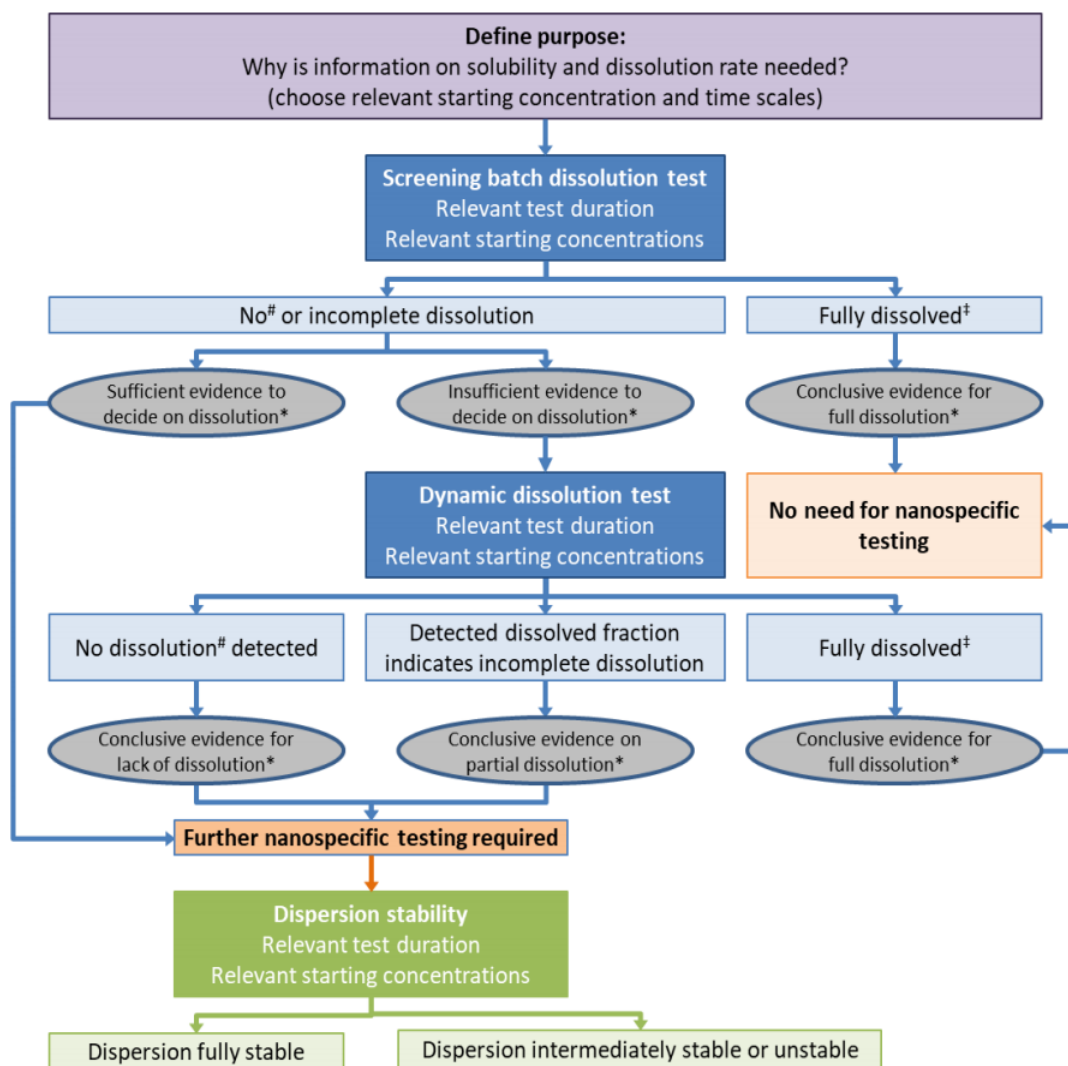 Define purpose:
Why is information on solubility and dissolution rate needed?
(choose relevant starting concentration and time scales)
Screening batch dissolution test
Relevant test duration
Relevant starting concentrations
No# or incomplete dissolution
Fully dissolved‡
Sufficient evidence to
decide on dissolution*
Insufficient evidence to
decide on dissolution*
Conclusive evidence for
full dissolution*
Dynamic dissolution test
Relevant test duration
Relevant starting concentrations
No need for nanospecific
testing
No dissolution# detected
Detected dissolved fraction
indicates incomplete dissolution
Fully dissolved‡
Conclusive evidence for
lack of dissolution*
Conclusive evidence on
partial dissolution*
Conclusive evidence for
full dissolution*
Further nanospecific testing required
Dispersion stability
Relevant test duration
Relevant starting concentrations
Dispersion fully stable
Dispersion intermediately stable or unstable